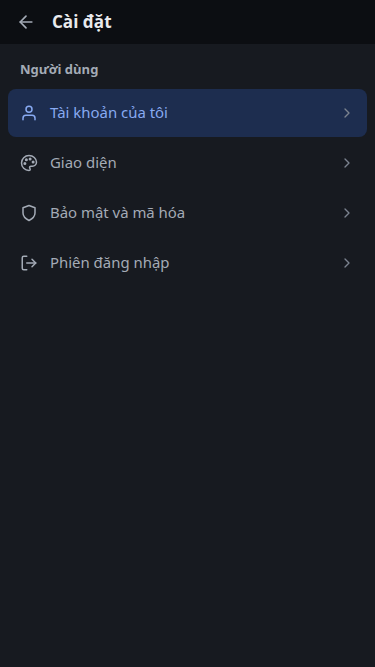 Cài đặt
Người dùng
Tài khoản của tôi
Giao diện
Bảo mật và mã hóa
Phiên đăng nhập